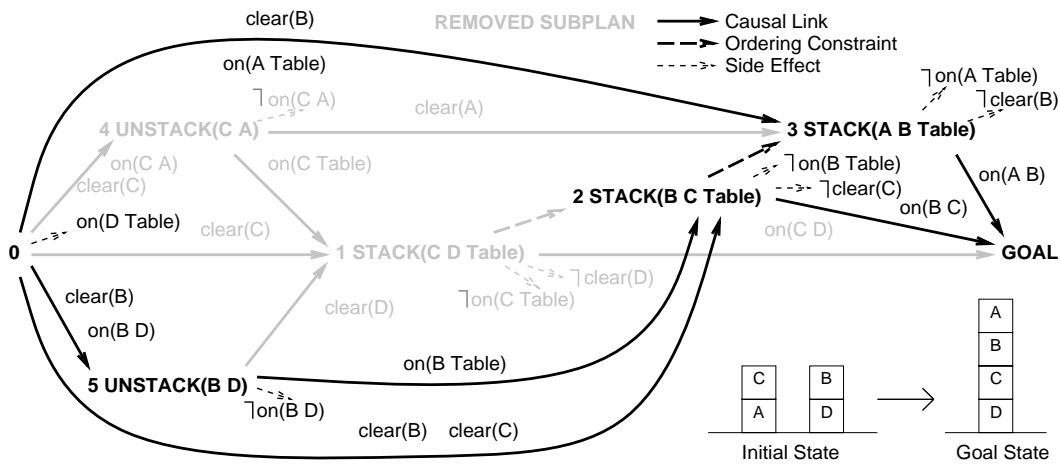 clear(B)
REMOVED SUBPLAN
Causal Link
Ordering Constraint
Side Effect
on(A Table)
¬on(C A)
clear(A)
¬on(A Table)
¬clear(B)
4 UNSTACK(C A)
3 STACK(A B Table)
on(C A)
clear(C)
on(C Table)
¬on(B Table)
¬clear(C)
on(A B)
2 STACK(B C Table)
on(B C)
on(D Table)
clear(C)
on(C D)
0
1 STACK(C D Table)
GOAL
¬clear(D)
¬on(C Table)
clear(B)
on(B D)
clear(D)
on(B Table)
5 UNSTACK(B D)
¬on(B D)
clear(B) clear(C)
C B
A D
Initial State
A
B
C
D
Goal State